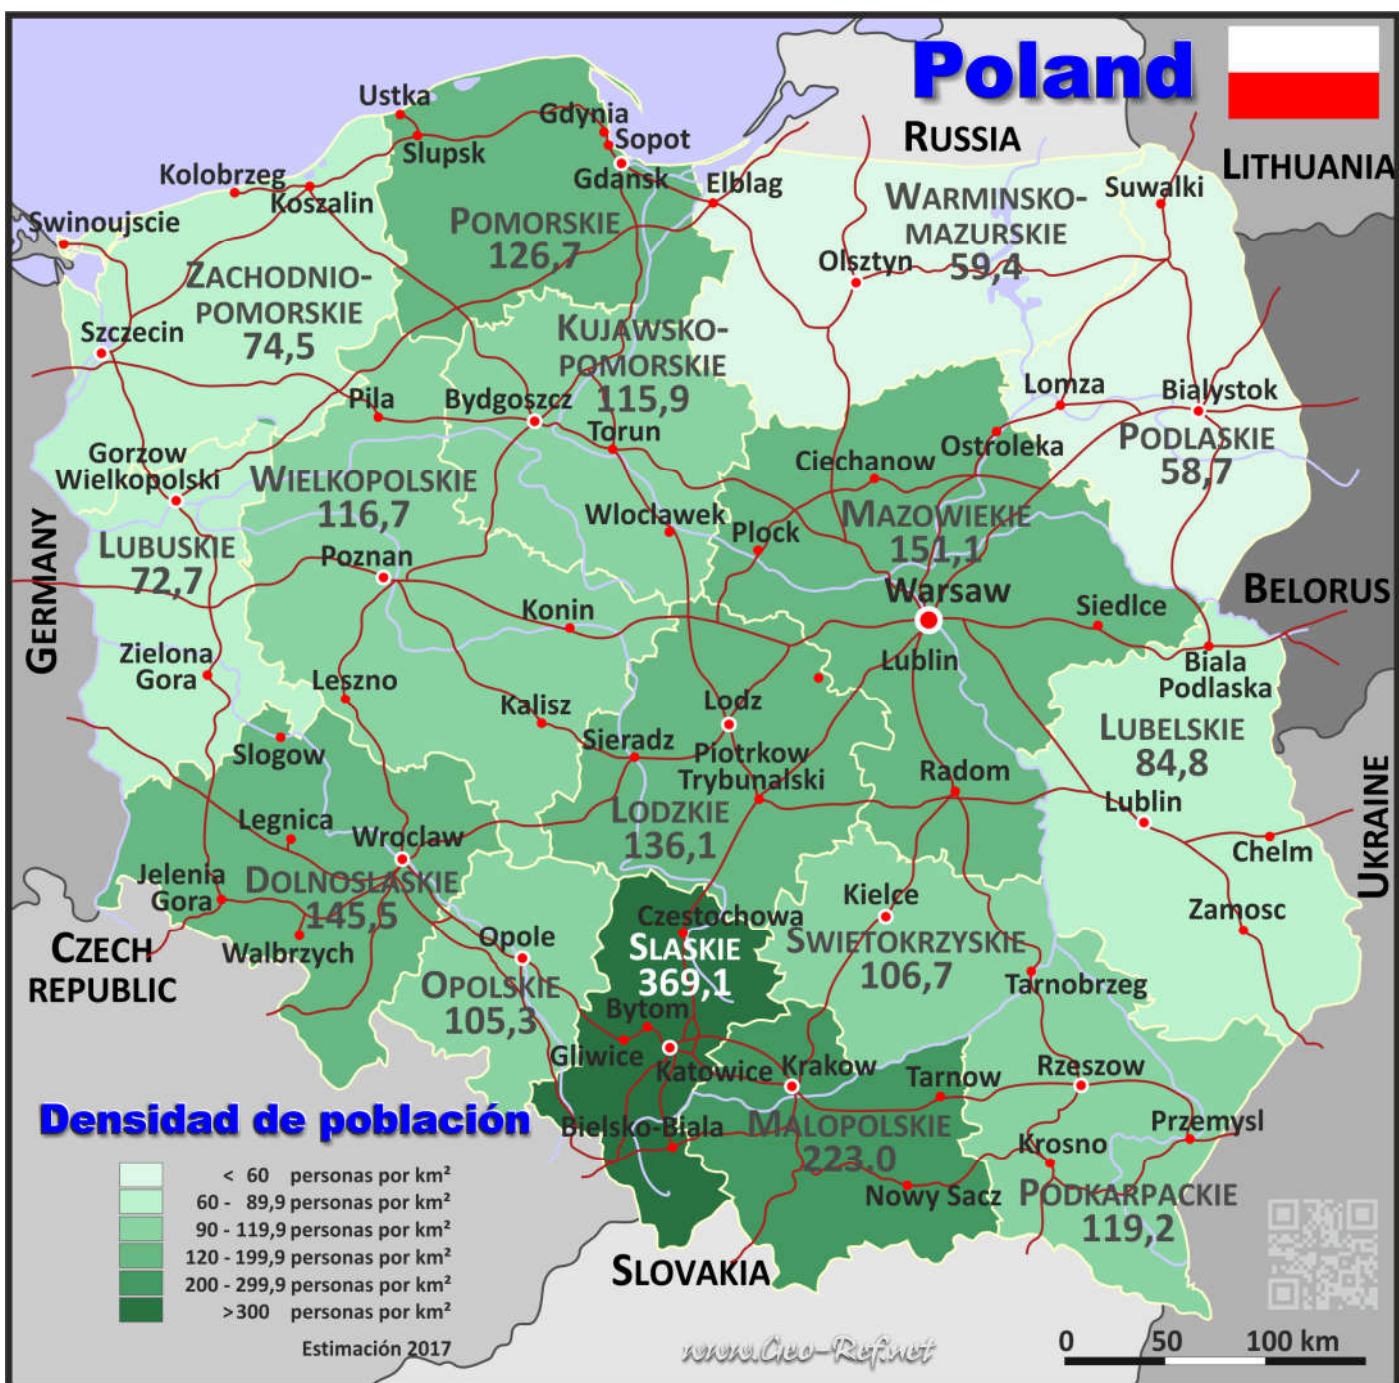 Poland
RUSSIA
LITHUANIA
BELORUS
UKRAINE
SLOVAKIA
CZECH
REPUBLIC
GERMANY
Ustka
Slupsk
Gdynia
Sopot
Gdansk
Elblag
Kolobrzeg
Koszalin
Swinoujscie
POMORSKIE
126,7
WARMINSKO-
MAZURSKIE
59,4
Suwalki
Olsztyn
ZACHODNIO-
POMORSKIE
74,5
Szczecin
KUJAWSKO-
POMORSKIE
115,9
Pila
Bydgoszcz
Torun
Lomza
Bialystok
Ostroleka
PODLASKIE
58,7
Ciechanow
Gorzow
Wielkopolski
WIELKOPOLSKIE
116,7
Wloclawek
Plock
MAZOWIEKIE
151,1
LUBUSKIE
72,7
Poznan
Konin
Warsaw
Siedlce
Zielona
Gora
Leszno
Kalisz
Lublin
Biala
Podlaska
Lodz
Slogow
Sieradz
Piotrkow
Trybunalski
Radom
LUBELSKIE
84,8
Lublin
Legnica
Wroclaw
LODZKIE
136,1
Chelm
Jelenia
Gora
DOLNOSLASKIE
145,5
Walbrzych
Kielce
Zamosc
Czestochowa
SLASKIE
369,1
SWIETOKRZYSKIE
106,7
Opole
OPOLSKIE
105,3
Tarnobrzeg
Bytom
Gliwice
Katowice
Krakow
Tarnow
Rzeszow
Bielsko-Biala
MALOPOLSKIE
223.0
Przemysl
Krosno
Nowy Sacz
PODKARPACKIE
119,2
Densidad de población
< 60 personas por km²
60 - 89,9 personas por km²
90 - 119,9 personas por km²
120 - 199,9 personas por km²
200 - 299,9 personas por km²
>300 personas por km²
Estimación 2017
www.Geo-Ref.net
0 50 100 km